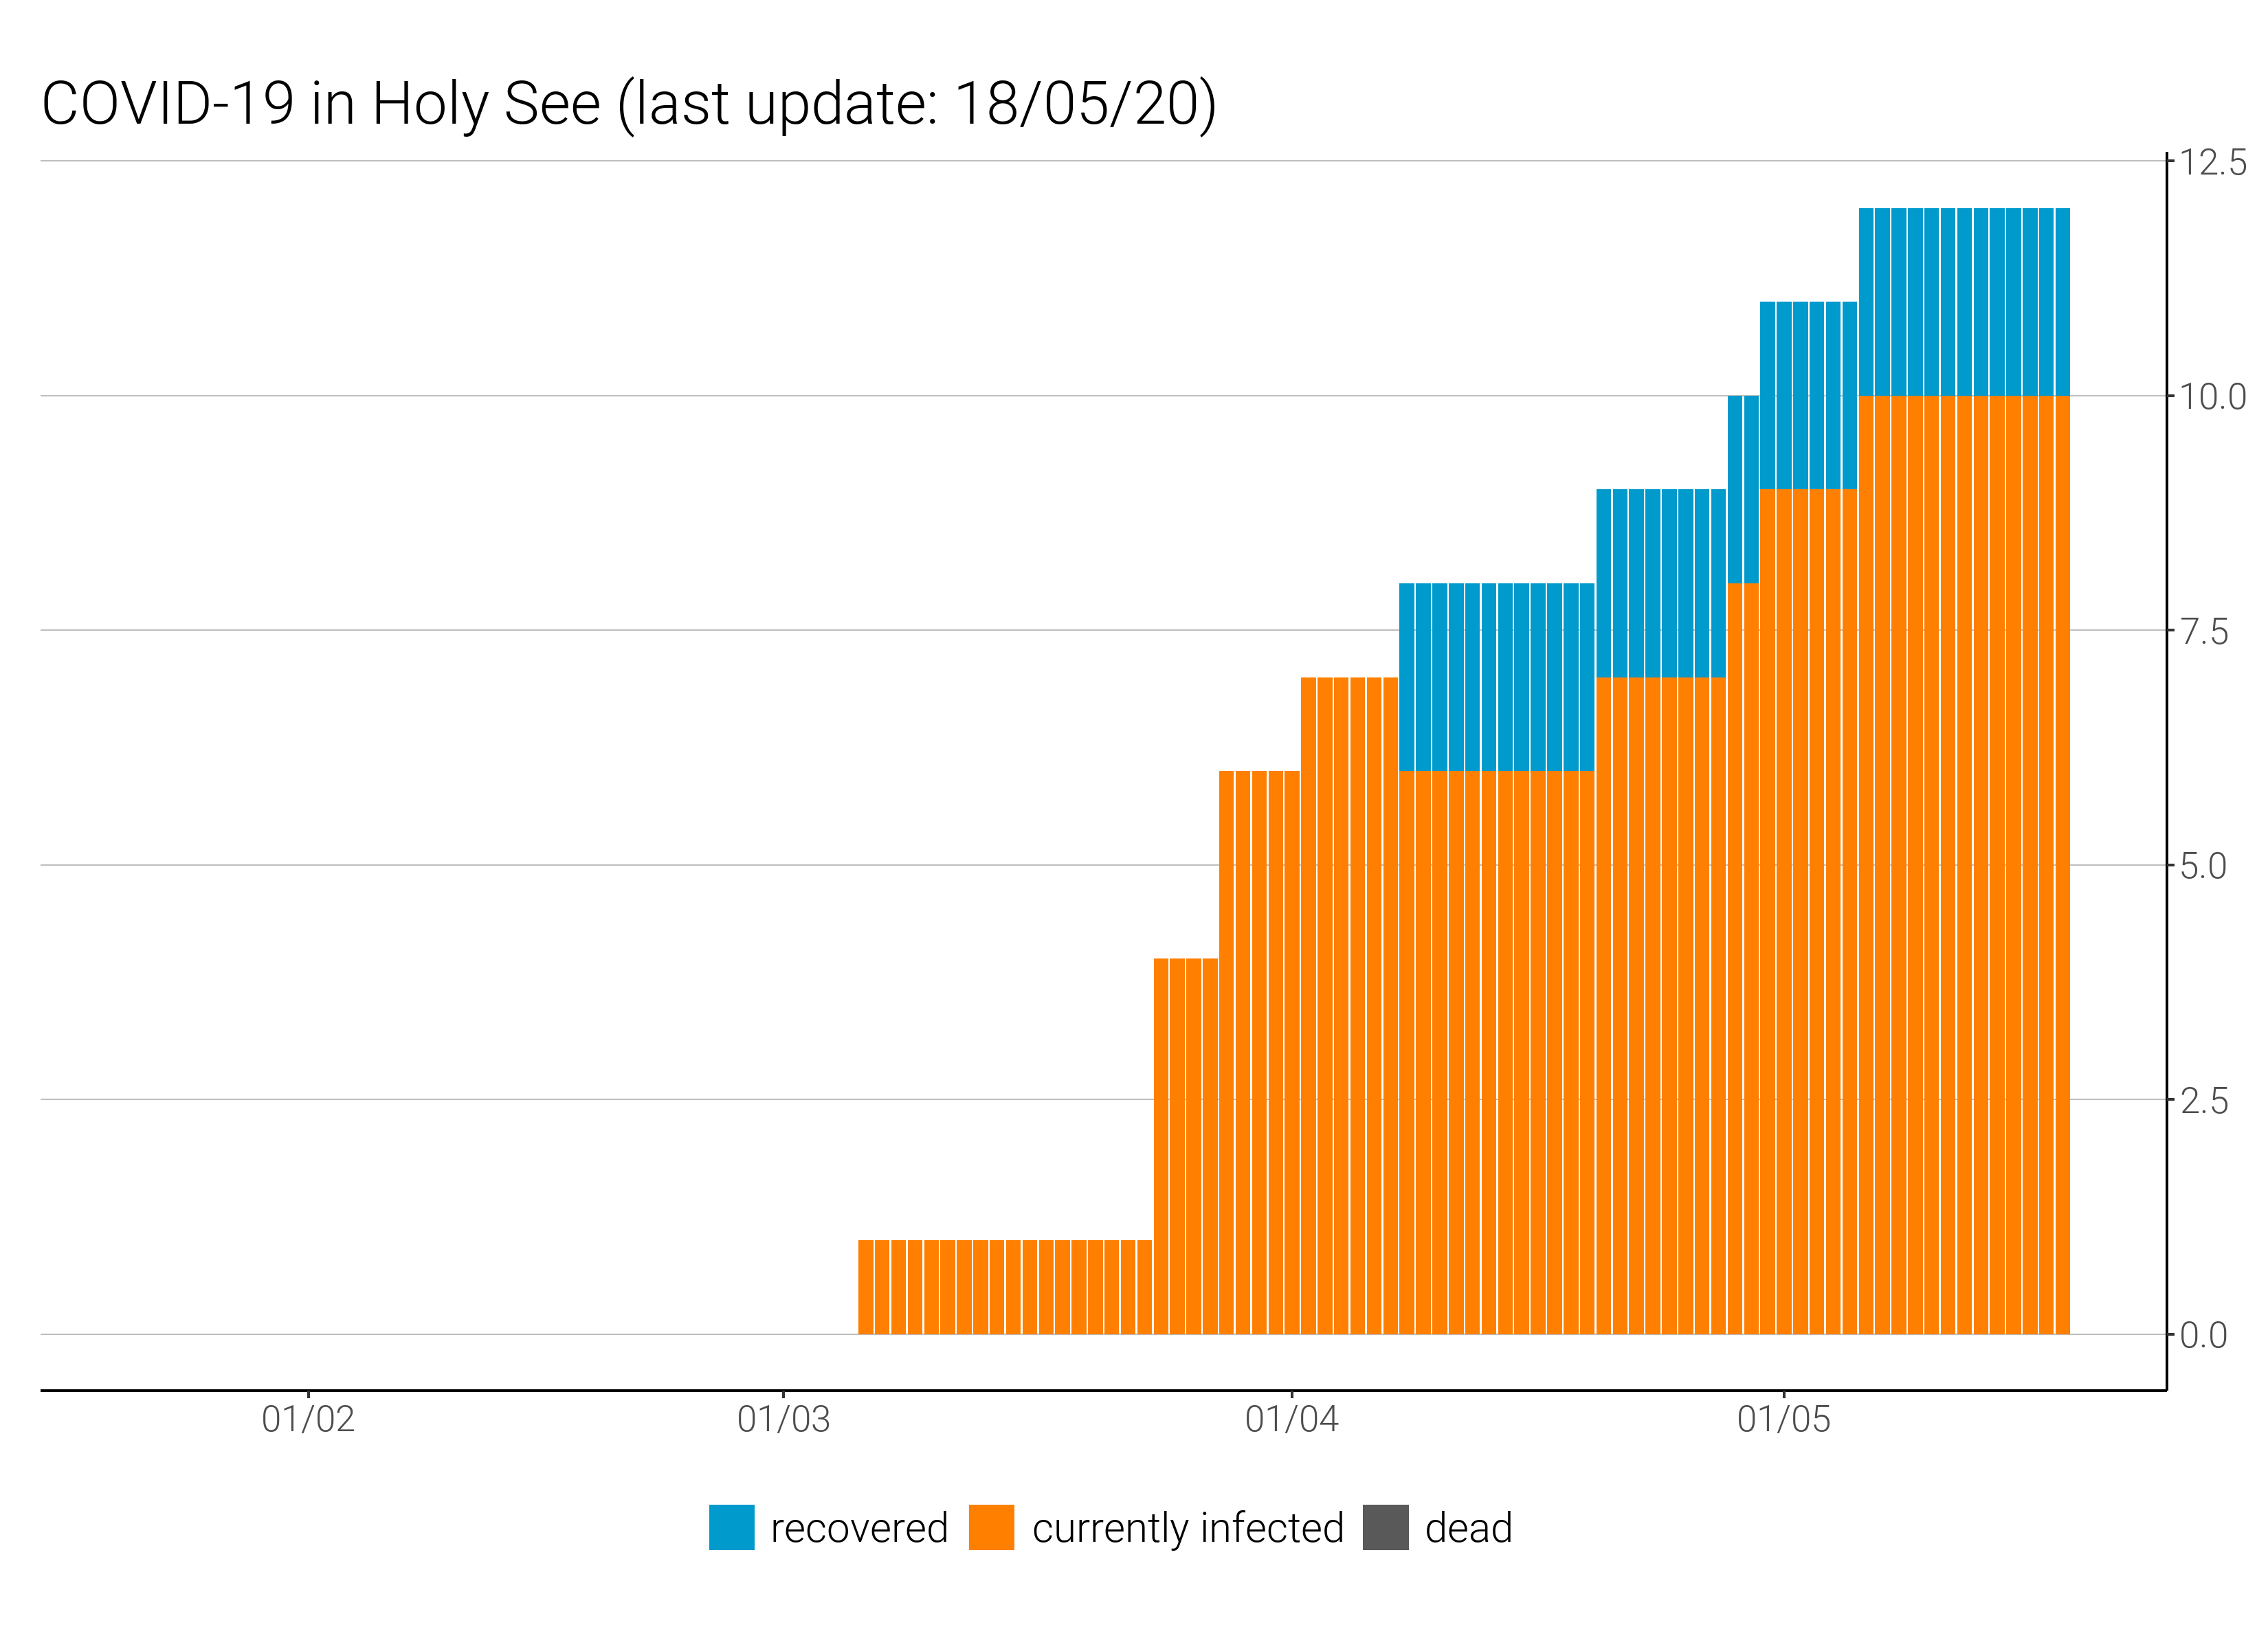 COVID-19 in Holy See (last update: 18/05/20)
12.5
10.0
7.5
5.0
2.5
0.0
01/02 01/03 01/04 01/05
recovered currently infected dead